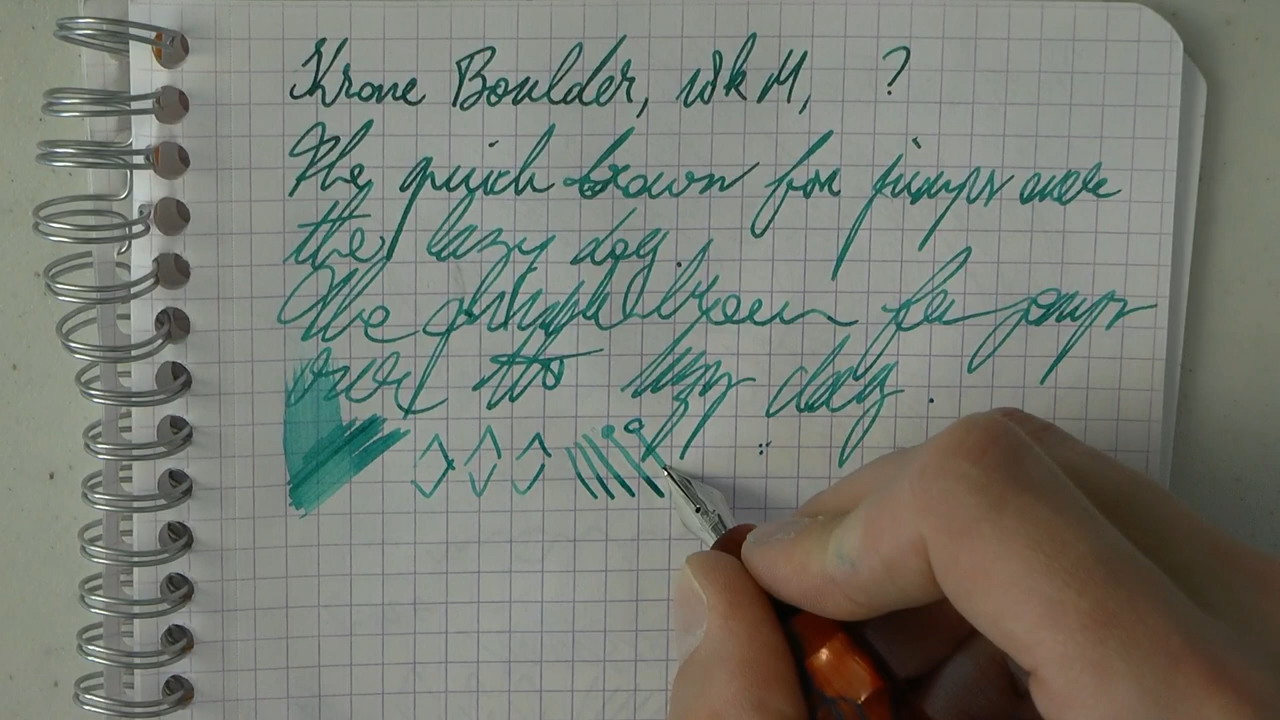 Krone Boulder, 18k M, ?
The quick brown fox jumps over
the lazy dog.
The quick brown fox jumps
over the lazy dog.